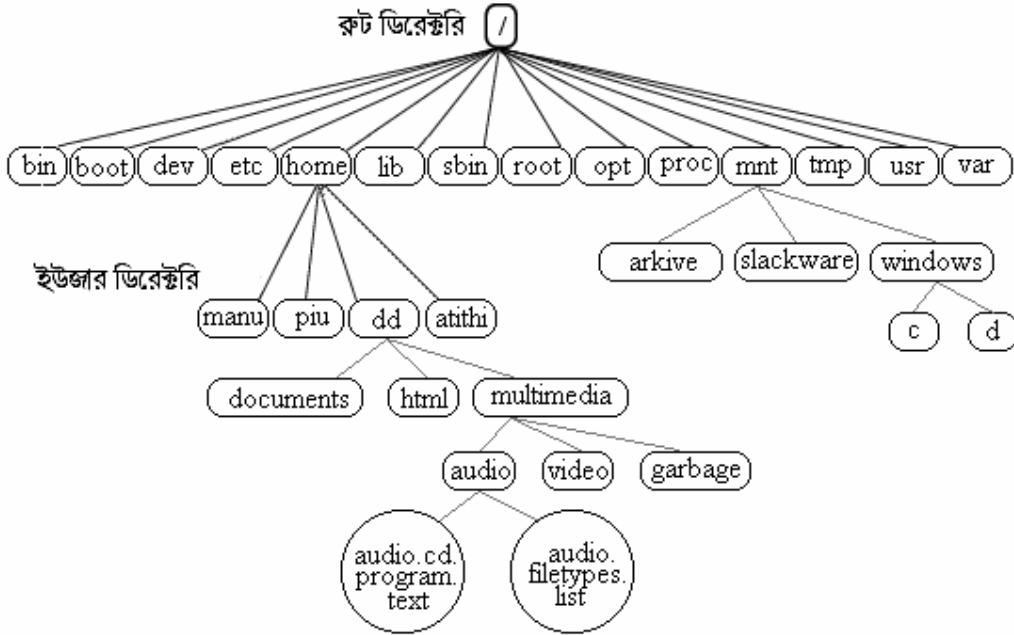 রুট ডিরেক্টরি /
bin boot dev etc home lib sbin root opt proc mnt tmp usr var
arkive slackware windows
ইউজার ডিরেক্টরি
manu piu dd atithi
c d
documents html multimedia
audio video garbage
audio.cd.
program.
text
audio.
filetypes.
list